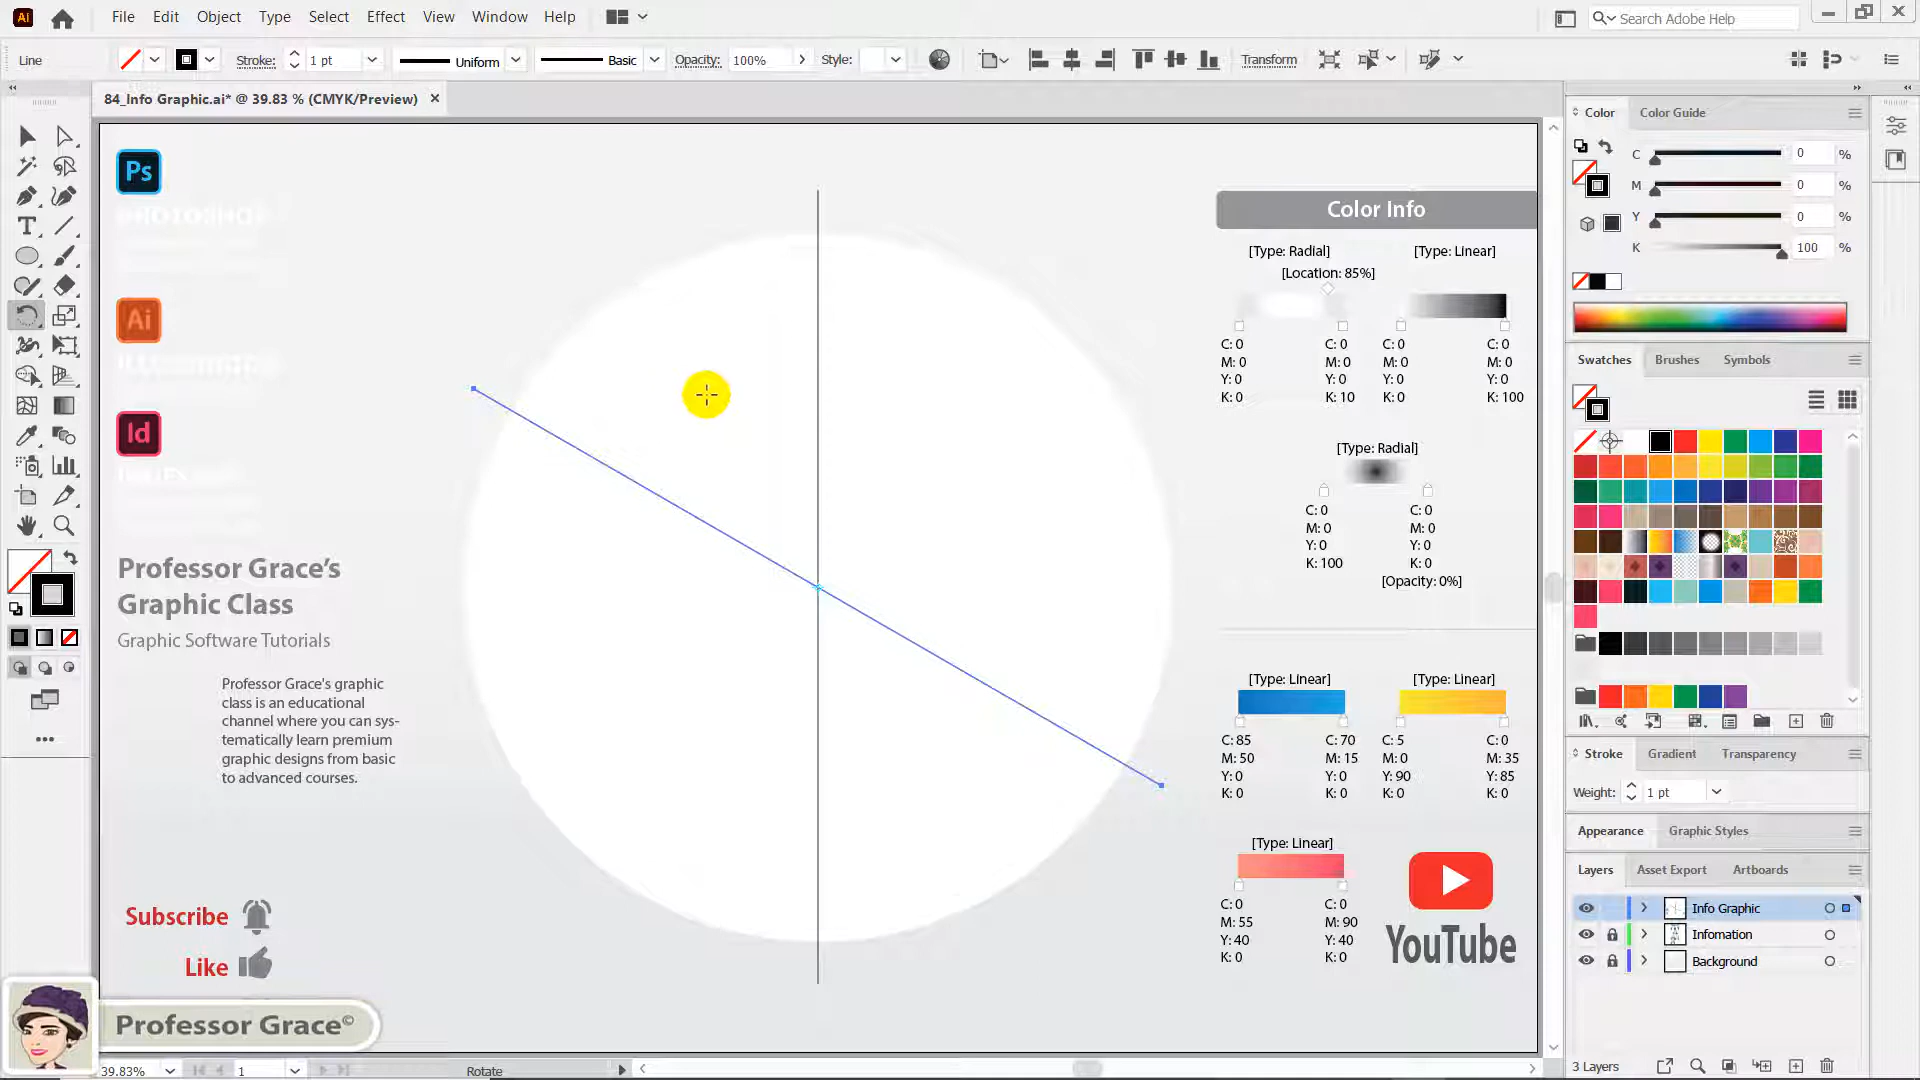 Ai File Edit Object Type Select Effect View Window Help Search Adobe Help
Line Stroke: 1 pt Uniform Basic Opacity: 100% Style: Transform
84_Info Graphic.ai* @ 39.83 % (CMYK/Preview)
Ps
Ai
Id
Professor Grace's
Graphic Class
Graphic Software Tutorials
Professor Grace's graphic
class is an educational
channel where you can sys-
tematically learn premium
graphic designs from basic
to advanced courses.
Subscribe
Like
Professor Grace©
Color Info
[Type: Radial] [Type: Linear]
[Location: 85%]
C: 0 C: 0 C: 0 C: 0
M: 0 M: 0 M: 0 M: 0
Y: 0 Y: 0 Y: 0 Y: 0
K: 0 K: 10 K: 0 K: 100
[Type: Radial]
C: 0 C: 0
M: 0 M: 0
Y: 0 Y: 0
K: 100 K: 0
[Opacity: 0%]
[Type: Linear] [Type: Linear]
C: 85 C: 70 C: 5 C: 0
M: 50 M: 15 M: 0 M: 35
Y: 0 Y: 0 Y: 90 Y: 85
K: 0 K: 0 K: 0 K: 0
[Type: Linear]
C: 0 C: 0
M: 55 M: 90
Y: 40 Y: 40
K: 0 K: 0
YouTube
39.83% 1 Rotate
Color Color Guide
C 0 %
M 0 %
Y 0 %
K 100 %
Swatches Brushes Symbols
Stroke Gradient Transparency
Weight: 1 pt
Appearance Graphic Styles
Layers Asset Export Artboards
Info Graphic
Infomation
Background
3 Layers